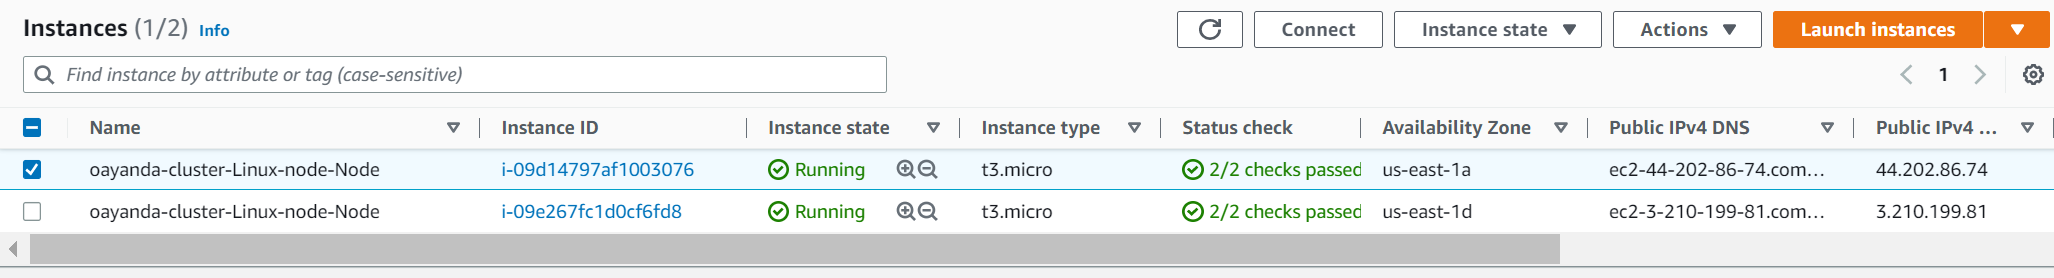 Instances (1/2) Info Connect Instance state Actions Launch instances
Find instance by attribute or tag (case-sensitive) 1
Name Instance ID Instance state Instance type Status check Availability Zone Public IPv4 DNS Public IPv4 ...
oayanda-cluster-Linux-node-Node i-09d14797af1003076 Running t3.micro 2/2 checks passed us-east-1a ec2-44-202-86-74.com... 44.202.86.74
oayanda-cluster-Linux-node-Node i-09e267fc1d0cf6fd8 Running t3.micro 2/2 checks passed us-east-1d ec2-3-210-199-81.com... 3.210.199.81